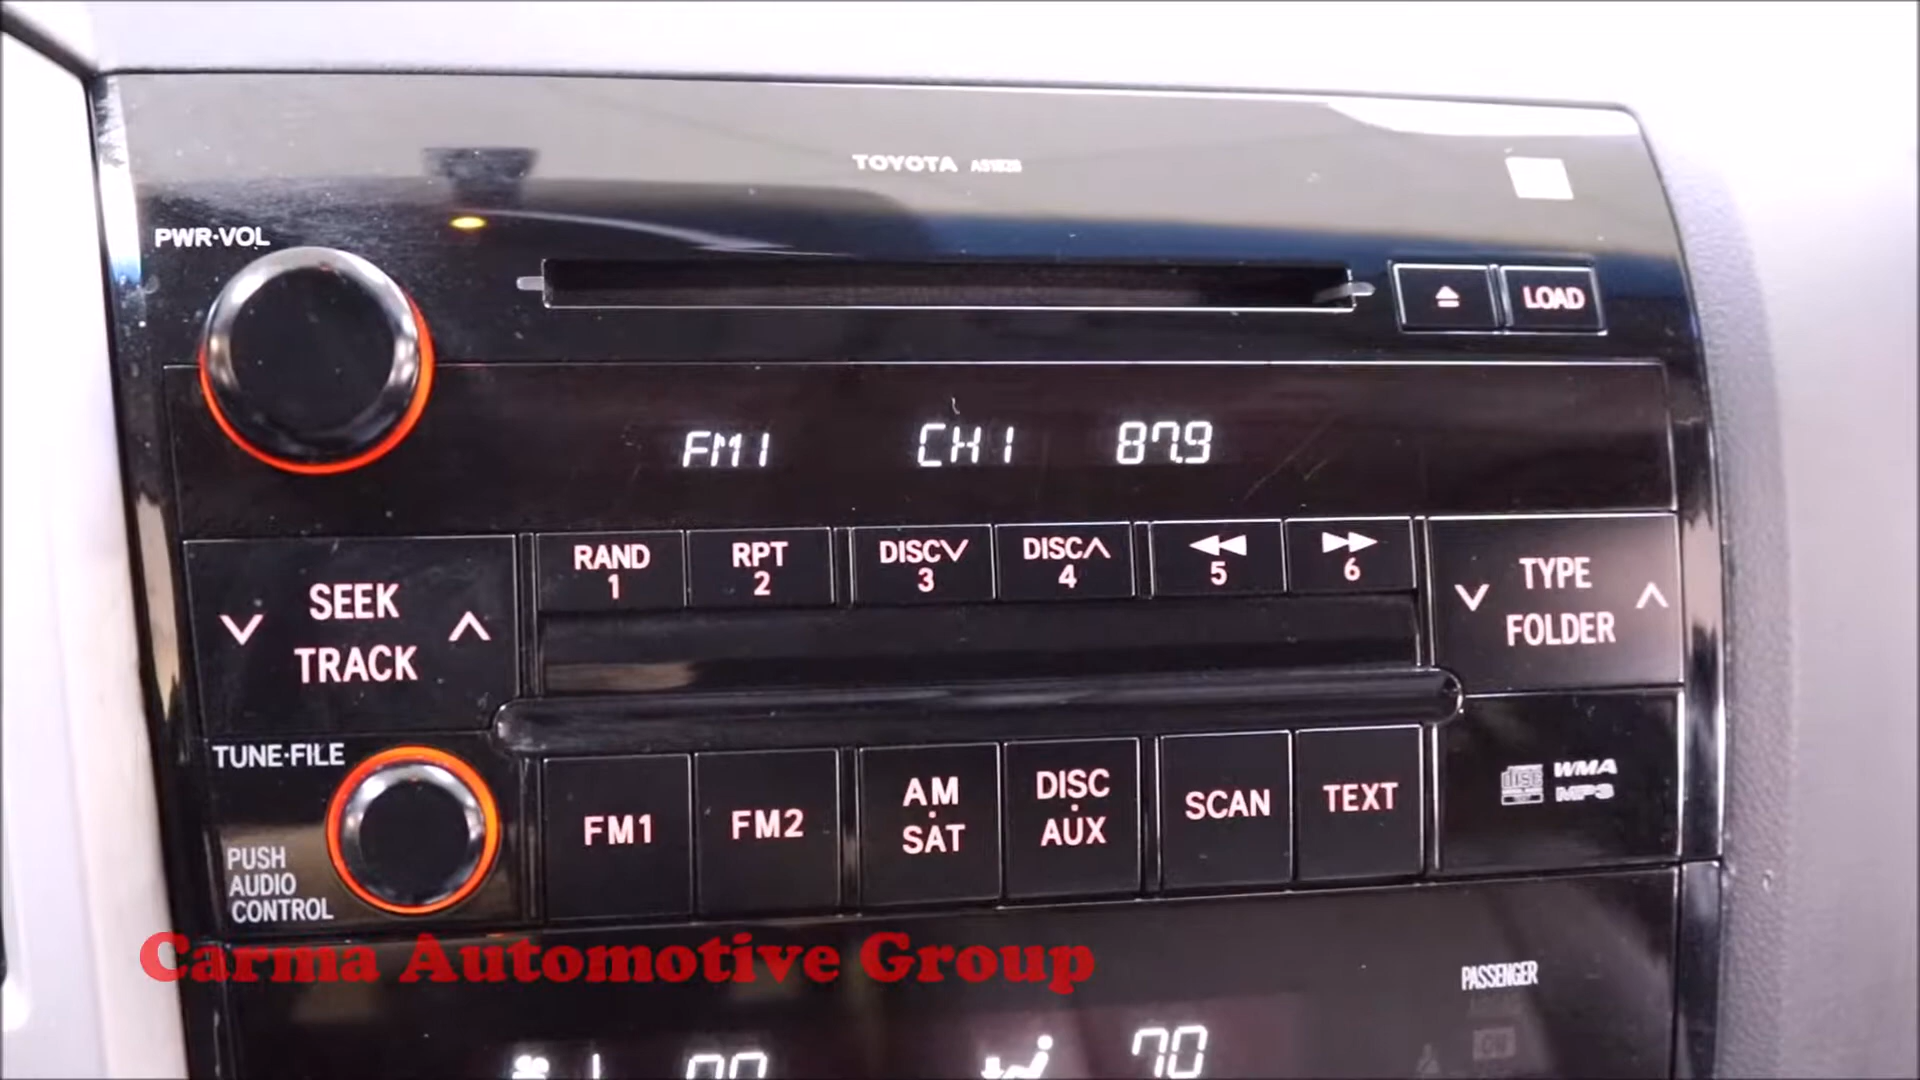 TOYOTA
PWR·VOL
LOAD
FM1 CH1 87.9
SEEK
TRACK
RAND
1
RPT
2
DISC
3
DISC
4
5
6
TYPE
FOLDER
TUNE·FILE
PUSH
AUDIO
CONTROL
FM1
FM2
AM
·
SAT
DISC
·
AUX
SCAN
TEXT
DISC
WMA
MP3
Carma Automotive Group
PASSENGER
70